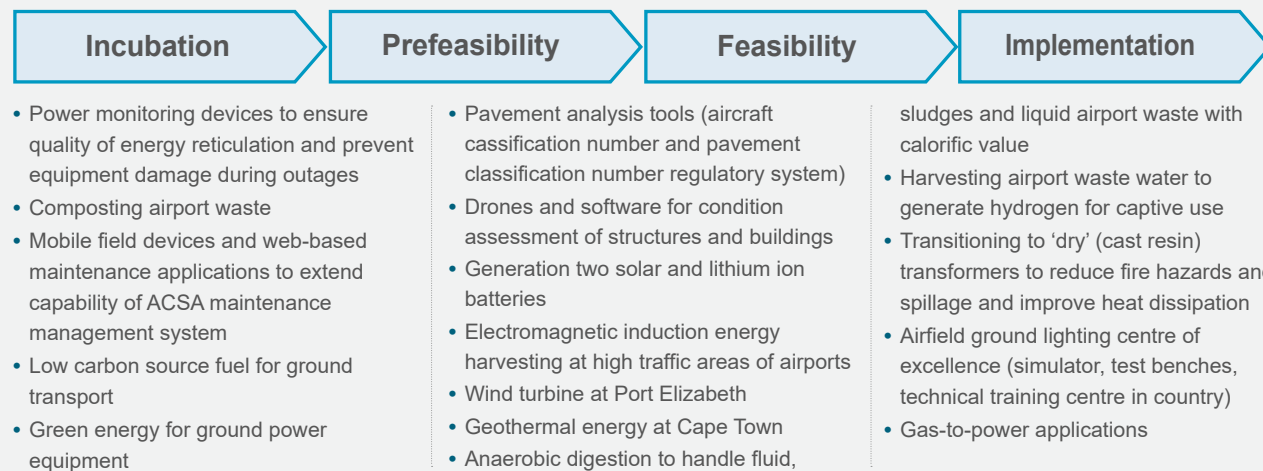 Incubation
Prefeasibility
Feasibility
Implementation
• Power monitoring devices to ensure
quality of energy reticulation and prevent
equipment damage during outages
• Composting airport waste
• Mobile field devices and web-based
maintenance applications to extend
capability of ACSA maintenance
management system
• Low carbon source fuel for ground
transport
• Green energy for ground power
equipment
• Pavement analysis tools (aircraft
cassification number and pavement
classification number regulatory system)
• Drones and software for condition
assessment of structures and buildings
• Generation two solar and lithium ion
batteries
• Electromagnetic induction energy
harvesting at high traffic areas of airports
• Wind turbine at Port Elizabeth
• Geothermal energy at Cape Town
• Anaerobic digestion to handle fluid,
sludges and liquid airport waste with
calorific value
• Harvesting airport waste water to
generate hydrogen for captive use
• Transitioning to ‘dry’ (cast resin)
transformers to reduce fire hazards and
spillage and improve heat dissipation
• Airfield ground lighting centre of
excellence (simulator, test benches,
technical training centre in country)
• Gas-to-power applications